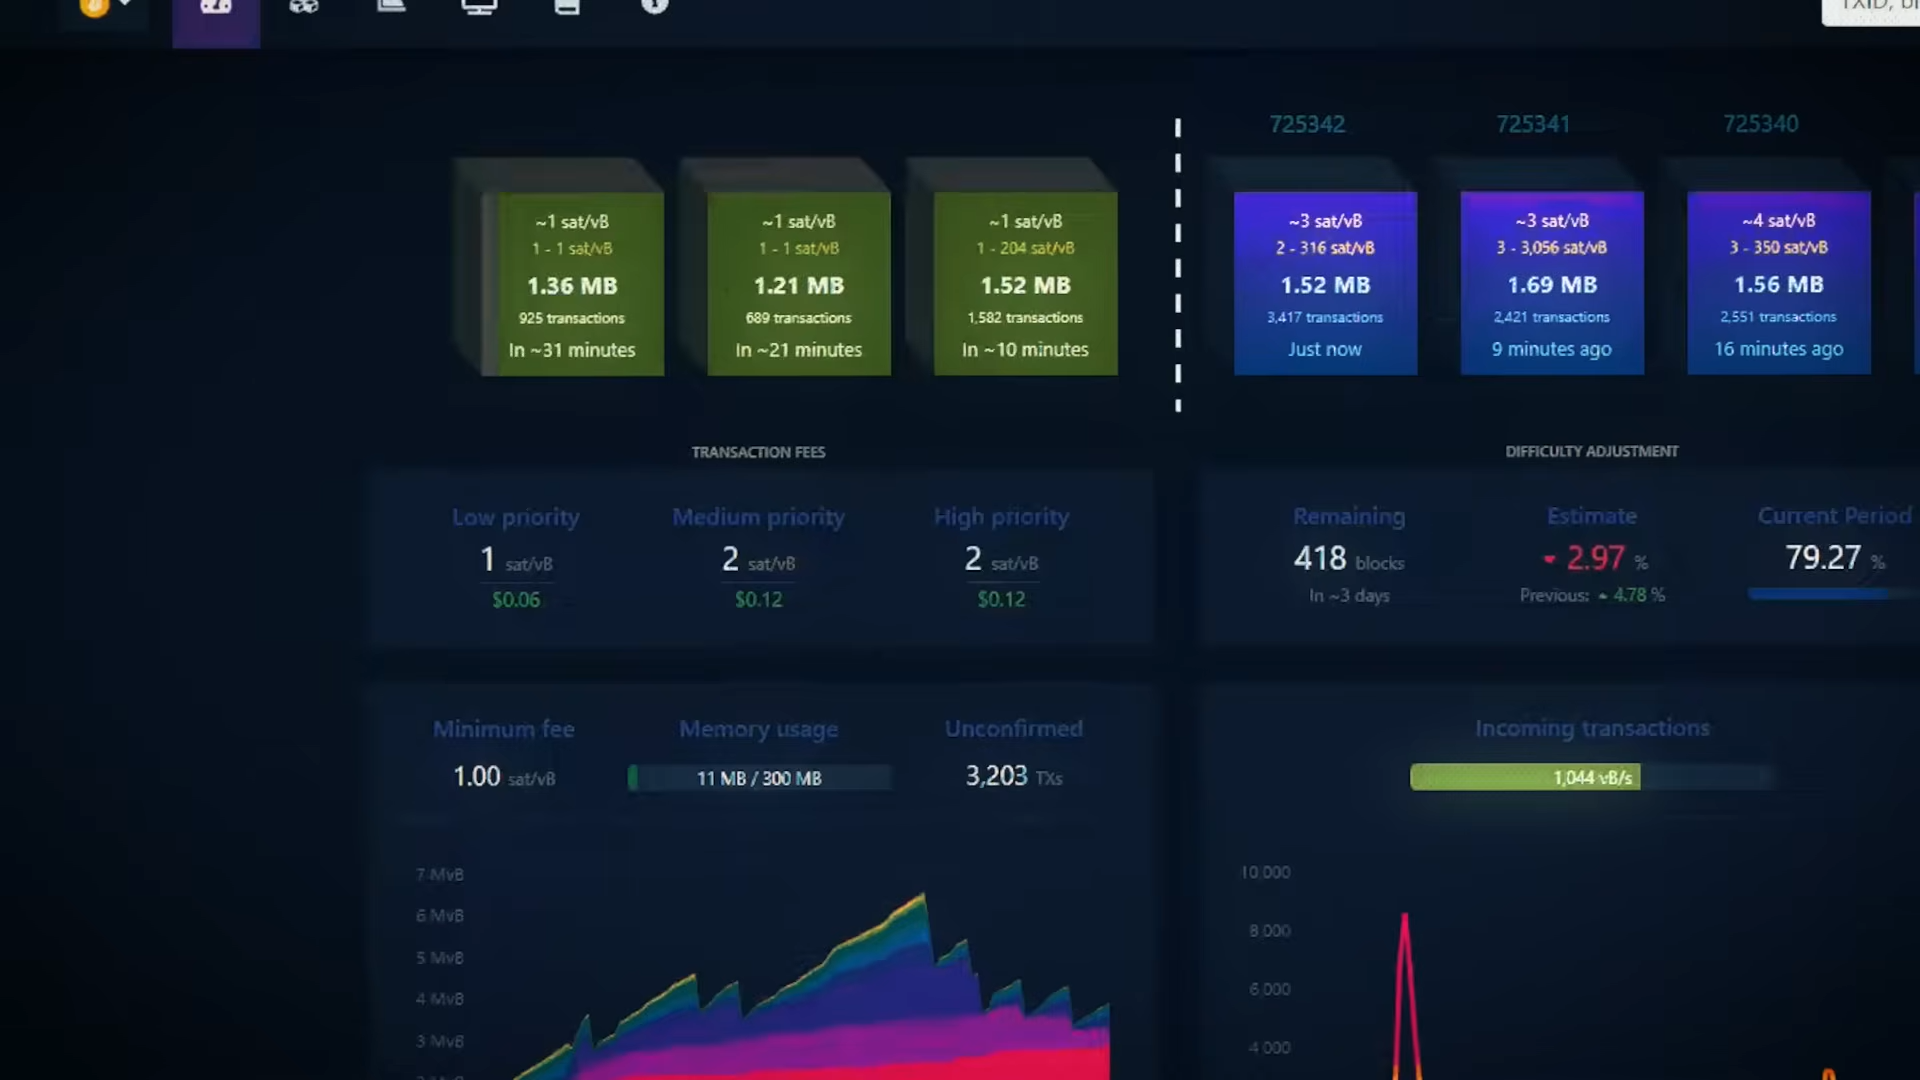 TXID, bl
725342
725341
725340
~1 sat/vB
1 - 1 sat/vB
1.36 MB
925 transactions
In ~31 minutes
~1 sat/vB
1 - 1 sat/vB
1.21 MB
689 transactions
In ~21 minutes
~1 sat/vB
1 - 204 sat/vB
1.52 MB
1,582 transactions
In ~10 minutes
~3 sat/vB
2 - 316 sat/vB
1.52 MB
3,417 transactions
Just now
~3 sat/vB
3 - 3,056 sat/vB
1.69 MB
2,421 transactions
9 minutes ago
~4 sat/vB
3 - 350 sat/vB
1.56 MB
2,551 transactions
16 minutes ago
TRANSACTION FEES
Low priority
1 sat/vB
$0.06
Medium priority
2 sat/vB
$0.12
High priority
2 sat/vB
$0.12
DIFFICULTY ADJUSTMENT
Remaining
418 blocks
In ~3 days
Estimate
2.97 %
Previous: 4.78 %
Current Period
79.27 %
Minimum fee
1.00 sat/vB
Memory usage
11 MB / 300 MB
Unconfirmed
3,203 TXs
7 MvB
6 MvB
5 MvB
4 MvB
3 MvB
Incoming transactions
1,044 vB/s
10 000
8 000
6 000
4 000